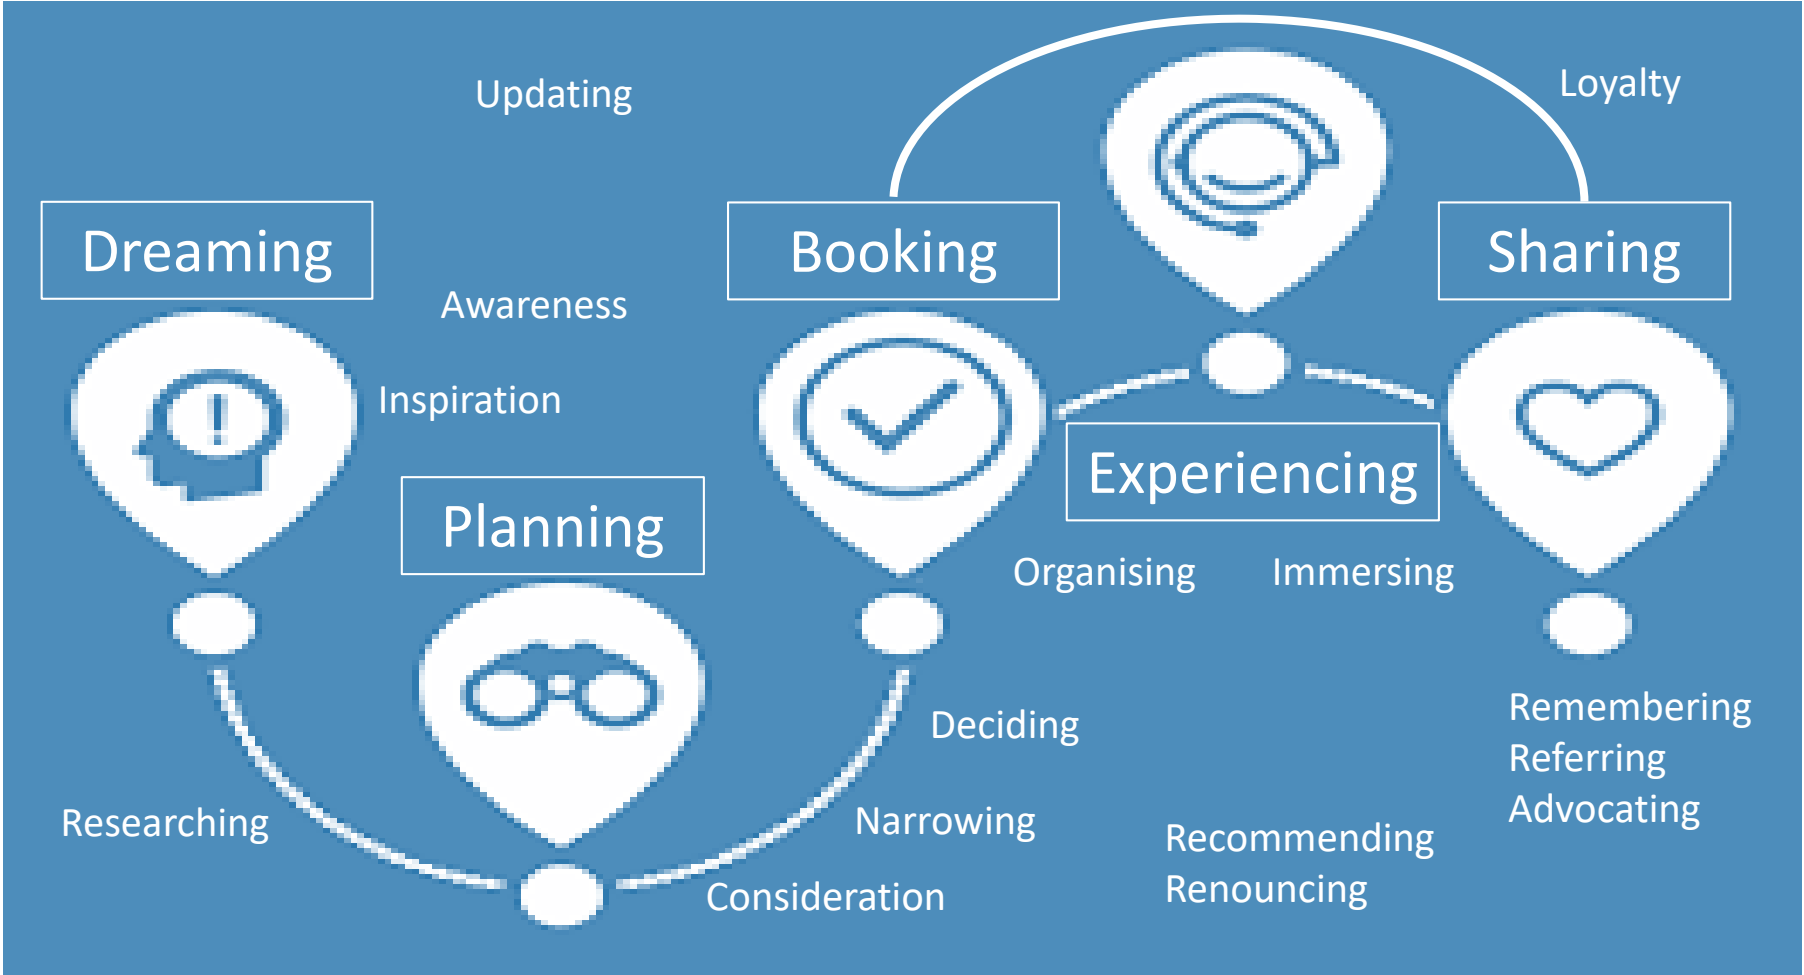 Updating
Loyalty
Dreaming
Booking
Sharing
Awareness
Inspiration
Experiencing
Planning
Organising
Immersing
Deciding
Remembering
Referring
Advocating
Researching
Narrowing
Recommending
Renouncing
Consideration
!